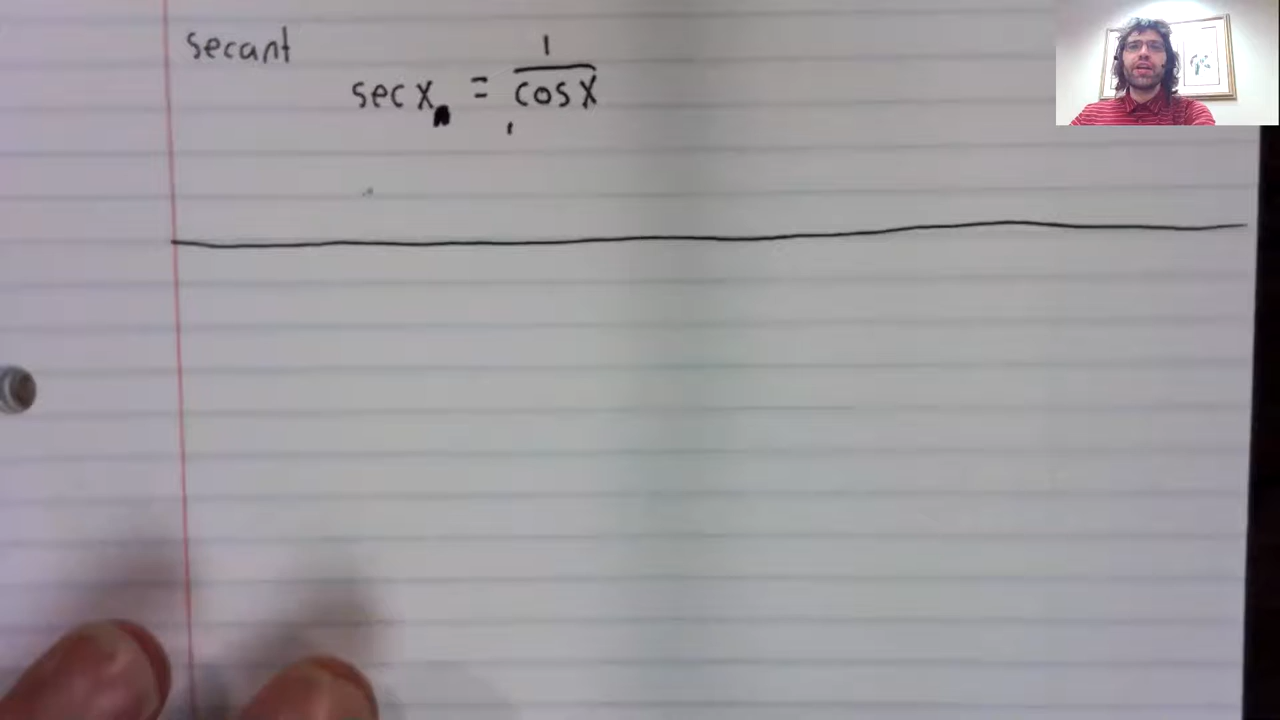 secant
sec x = 1/cos x